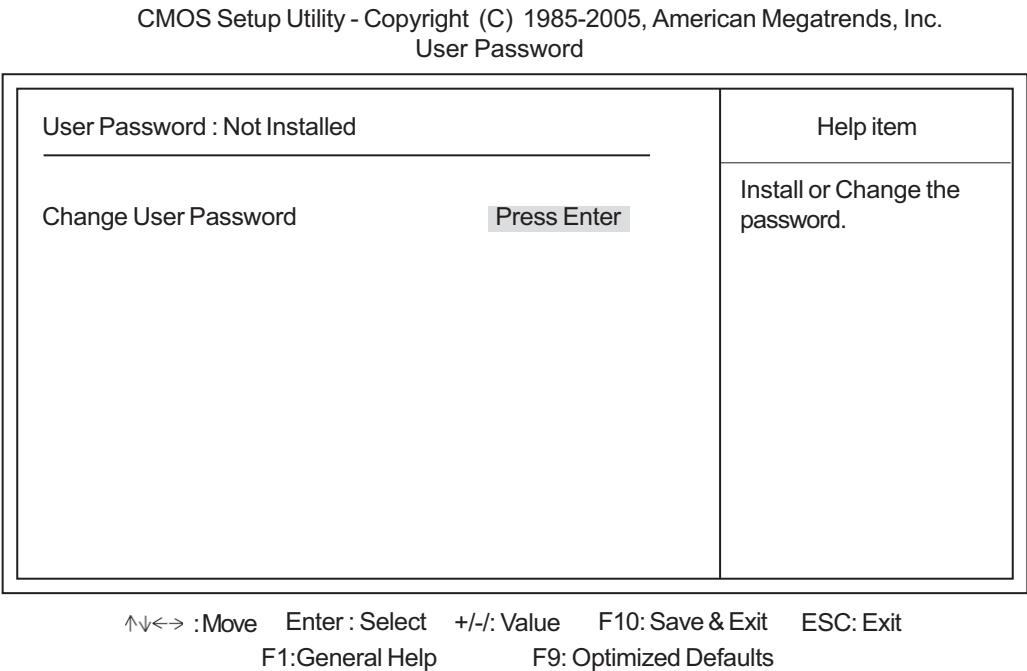 CMOS Setup Utility - Copyright (C) 1985-2005, American Megatrends, Inc.
User Password
User Password : Not Installed
Help item
Change User Password Press Enter
Install or Change the
password.
↑↓←→ : Move Enter : Select +/-/: Value F10: Save & Exit ESC: Exit
F1:General Help F9: Optimized Defaults